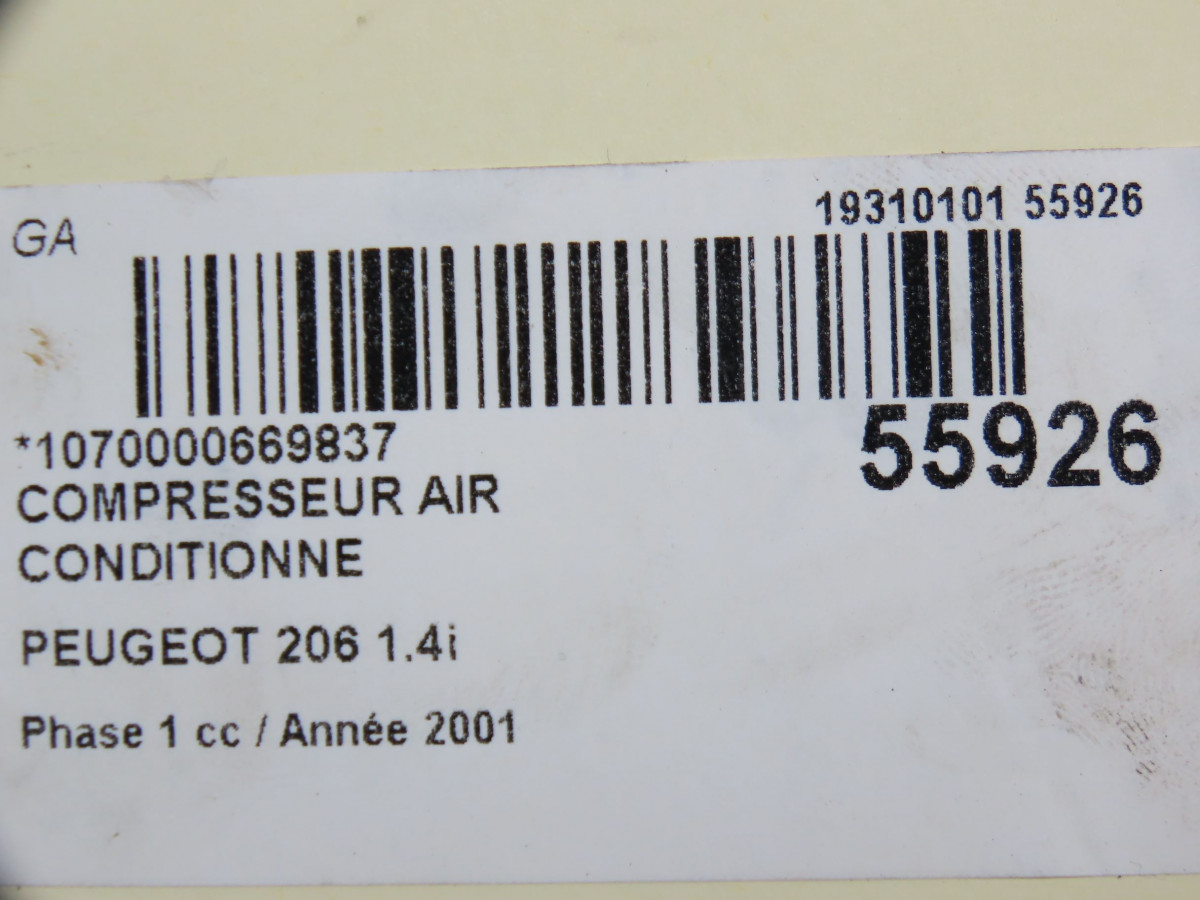 GA
19310101 55926
*1070000669837
55926
COMPRESSEUR AIR
CONDITIONNE
PEUGEOT 206 1.4i
Phase 1 cc / Année 2001